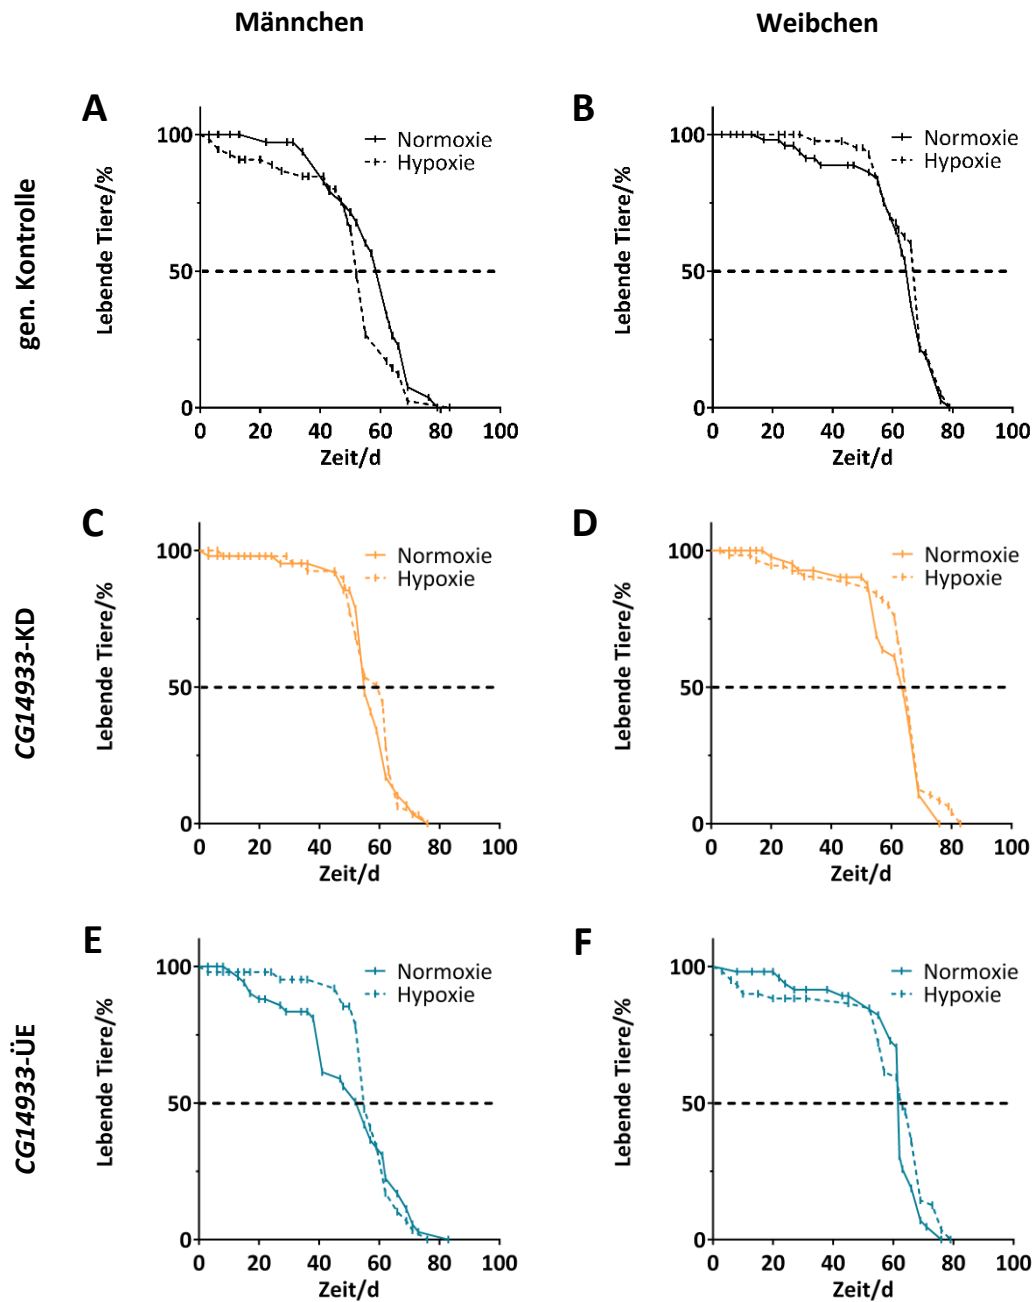 Männchen
Weibchen
gen. Kontrolle
A
Lebende Tiere/%
100
50
0
Normoxie
Hypoxie
0 20 40 60 80 100
Zeit/d
B
Lebende Tiere/%
100
50
0
Normoxie
Hypoxie
0 20 40 60 80 100
Zeit/d
CG14933-KD
C
Lebende Tiere/%
100
50
0
Normoxie
Hypoxie
0 20 40 60 80 100
Zeit/d
D
Lebende Tiere/%
100
50
0
Normoxie
Hypoxie
0 20 40 60 80 100
Zeit/d
CG14933-ÜE
E
Lebende Tiere/%
100
50
0
Normoxie
Hypoxie
0 20 40 60 80 100
Zeit/d
F
Lebende Tiere/%
100
50
0
Normoxie
Hypoxie
0 20 40 60 80 100
Zeit/d